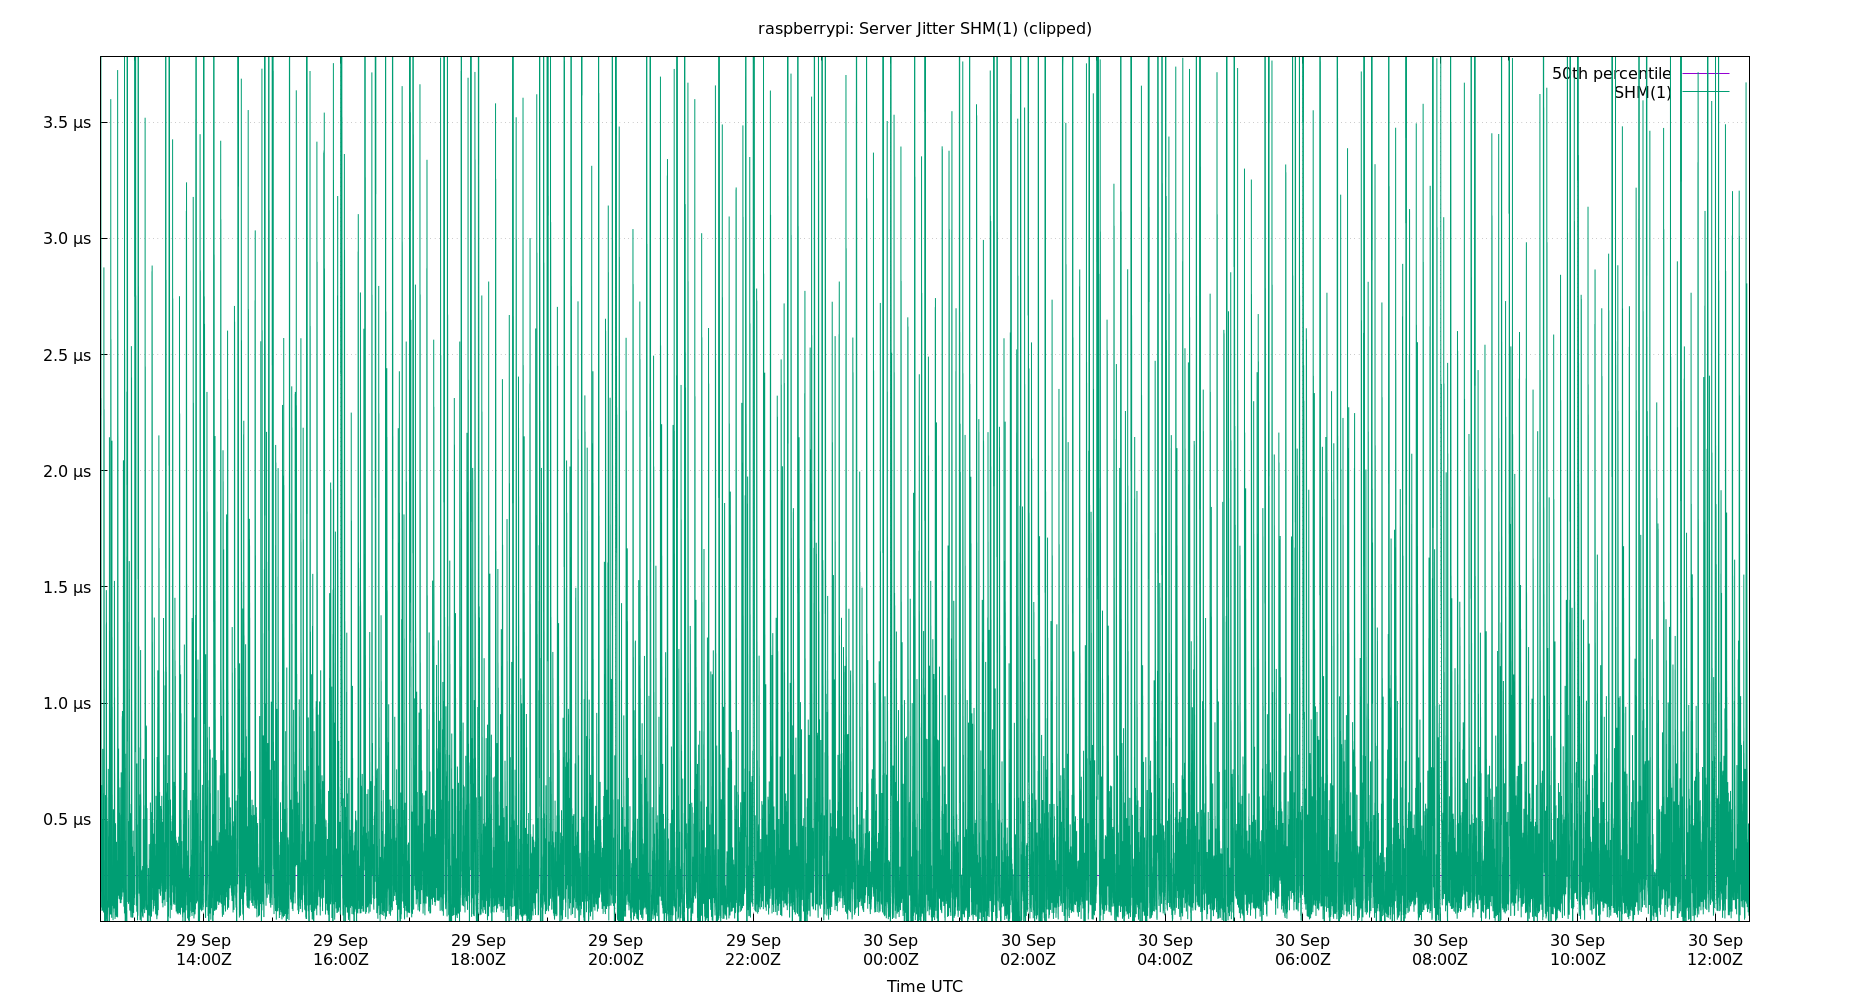 raspberrypi: Server Jitter SHM(1) (clipped)
50th percentile
SHM(1)
3.5 µs
3.0 µs
2.5 µs
2.0 µs
1.5 µs
1.0 µs
0.5 µs
29 Sep 29 Sep 29 Sep 29 Sep 29 Sep 30 Sep 30 Sep 30 Sep 30 Sep 30 Sep 30 Sep 30 Sep
14:00Z 16:00Z 18:00Z 20:00Z 22:00Z 00:00Z 02:00Z 04:00Z 06:00Z 08:00Z 10:00Z 12:00Z
Time UTC